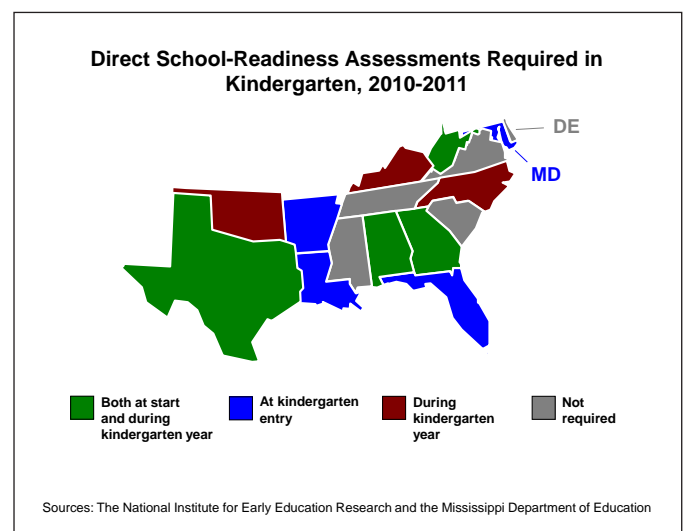 Direct School-Readiness Assessments Required in
Kindergarten, 2010-2011
DE
MD
Both at start
and during
kindergarten year
At kindergarten
entry
During
kindergarten
year
Not
required
Sources: The National Institute for Early Education Research and the Mississippi Department of Education